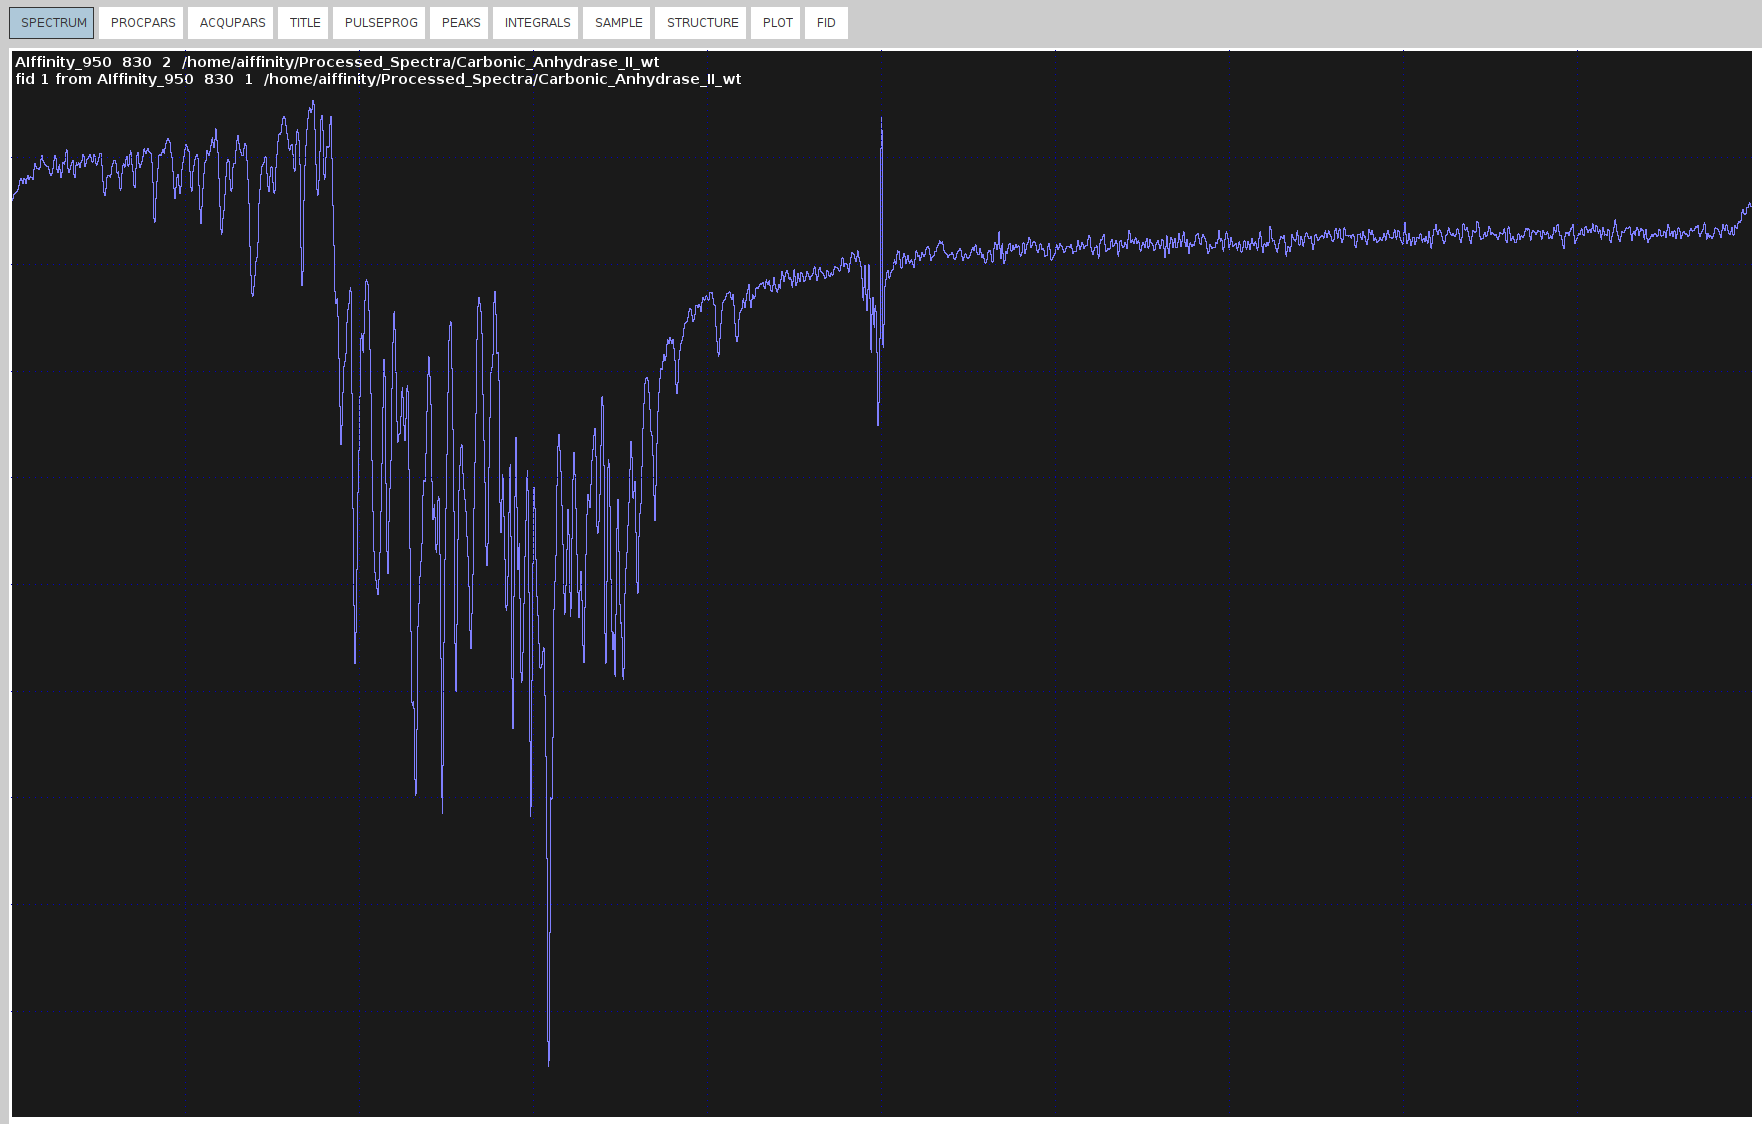 SPECTRUM PROCPARS ACQUPARS TITLE PULSEPROG PEAKS INTEGRALS SAMPLE STRUCTURE PLOT FID
AIffinity_950 830 2 /home/aiffinity/Processed_Spectra/Carbonic_Anhydrase_II_wt
fid 1 from AIffinity_950 830 1 /home/aiffinity/Processed_Spectra/Carbonic_Anhydrase_II_wt